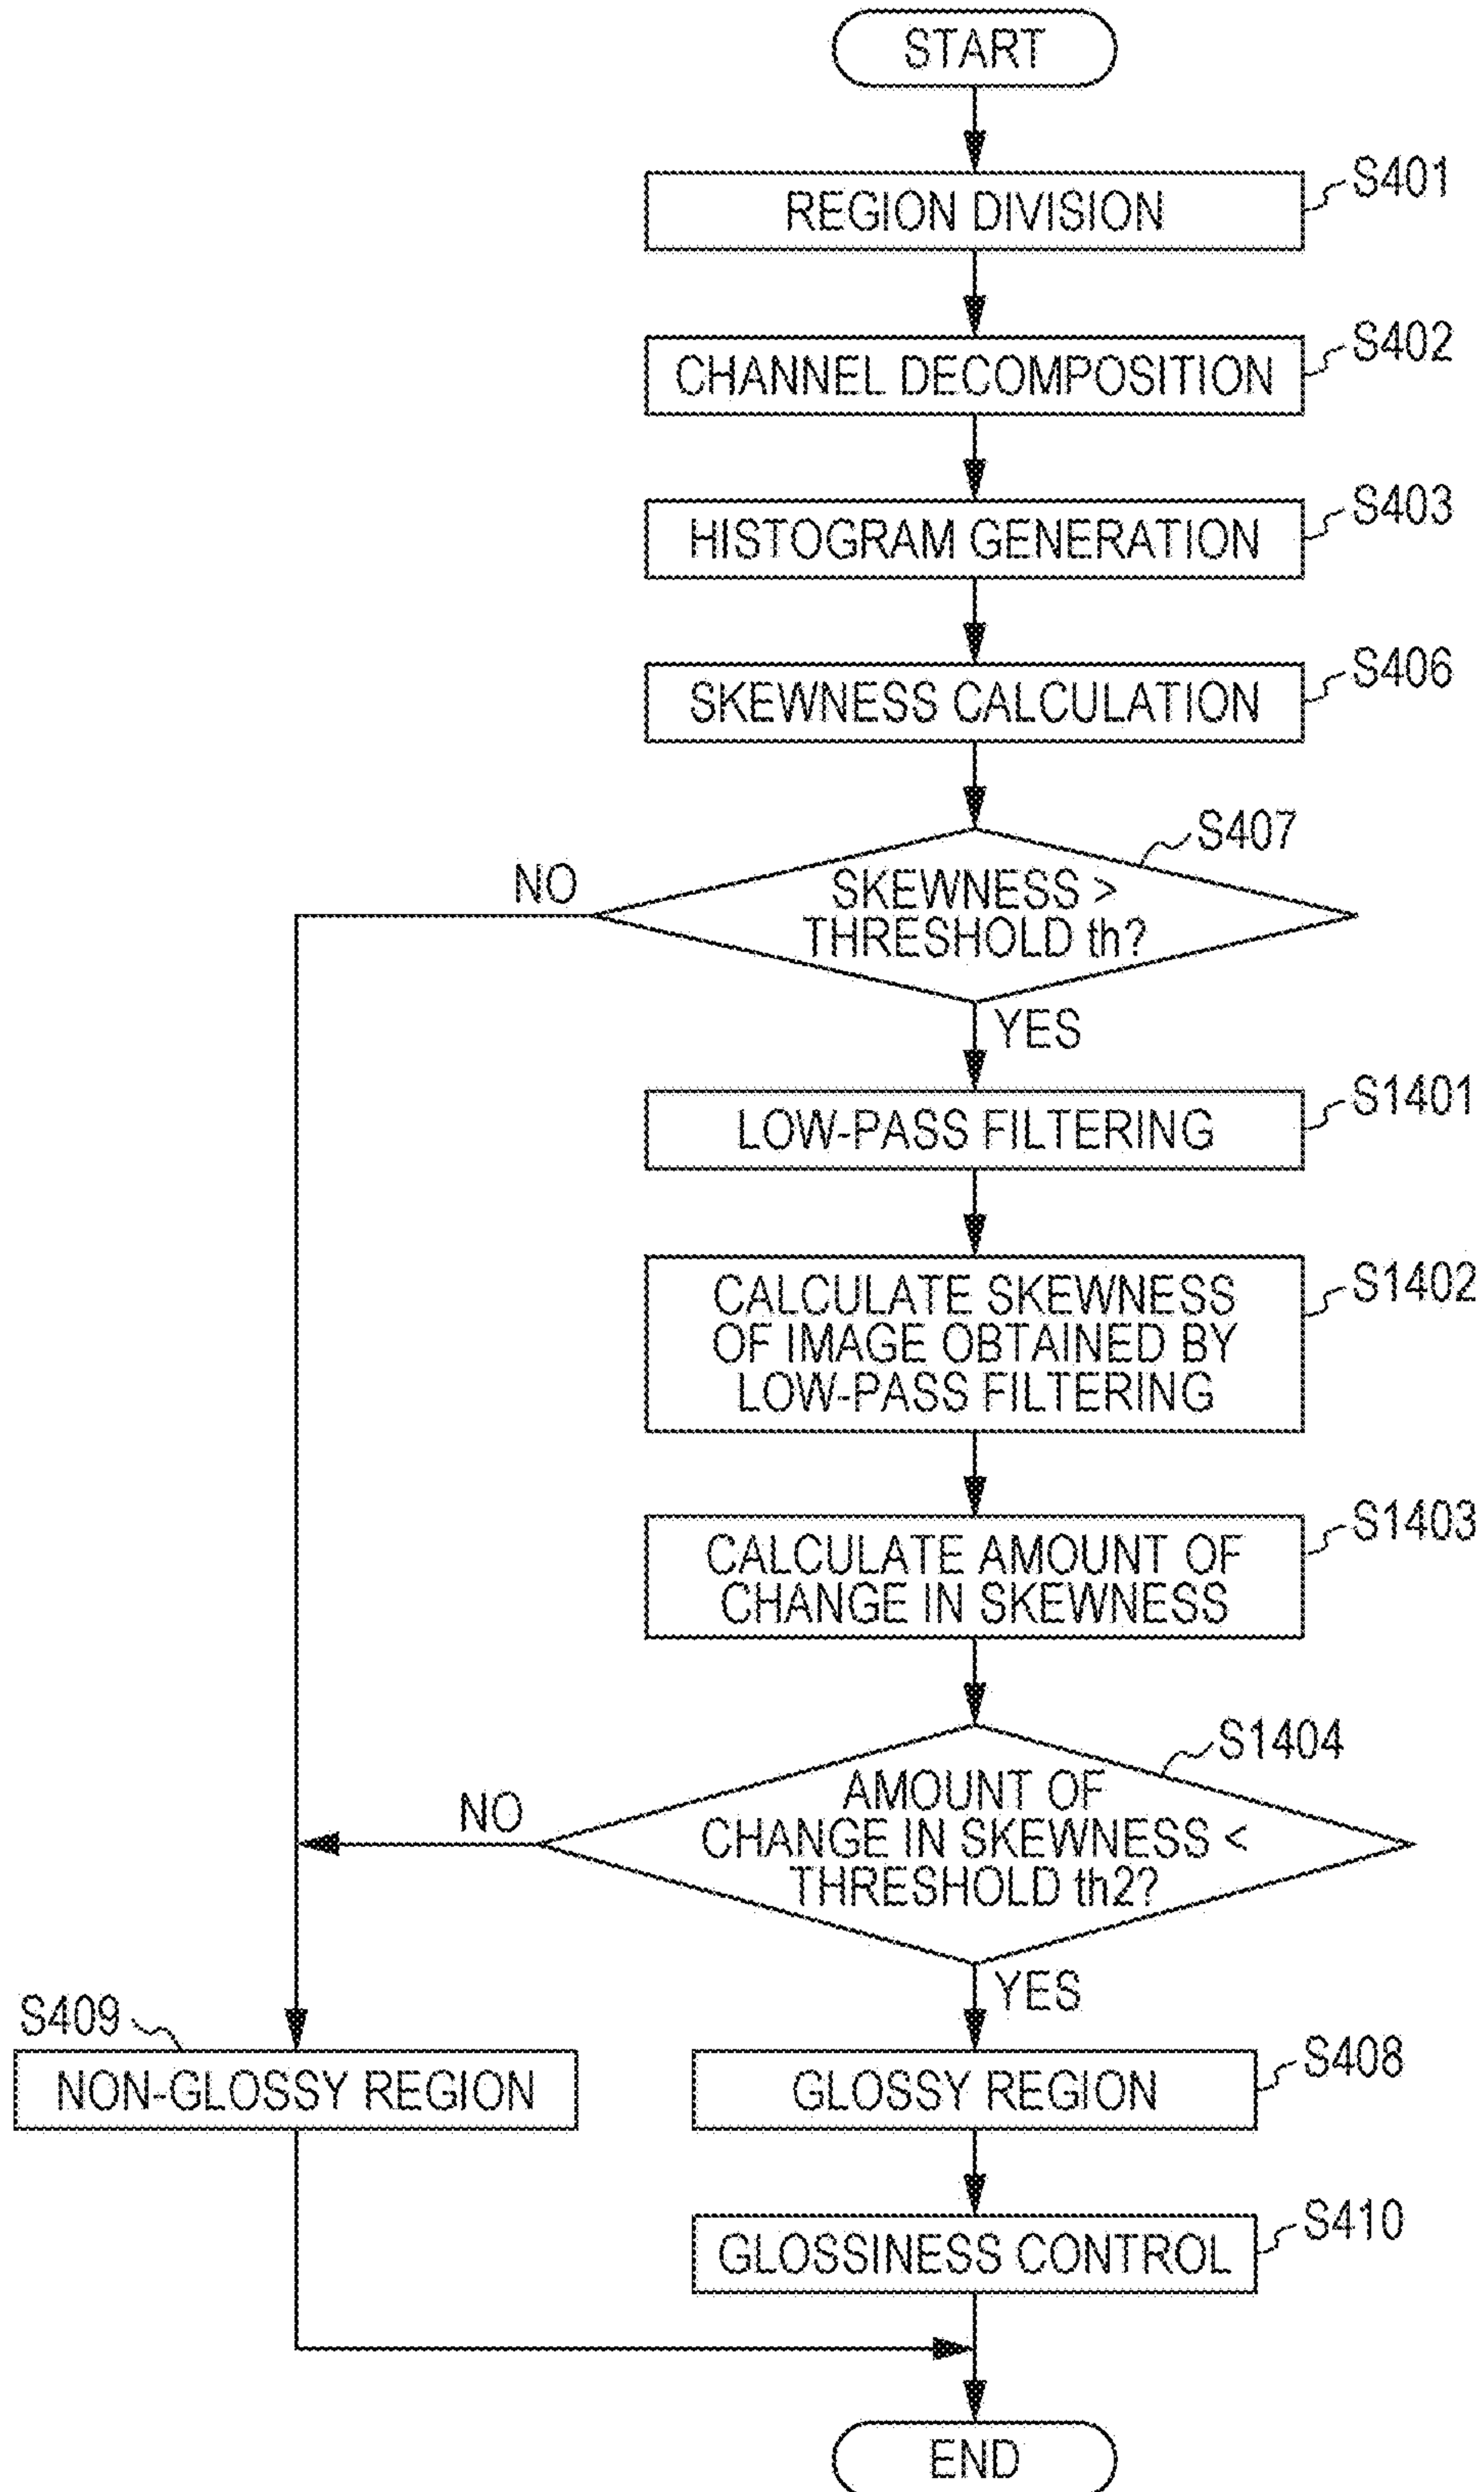 START
REGION DIVISION
S401
CHANNEL DECOMPOSITION
S402
HISTOGRAM GENERATION
S403
SKEWNESS CALCULATION
S406
S407
SKEWNESS >
THRESHOLD th?
NO
YES
LOW-PASS FILTERING
S1401
CALCULATE SKEWNESS
OF IMAGE OBTAINED BY
LOW-PASS FILTERING
S1402
CALCULATE AMOUNT OF
CHANGE IN SKEWNESS
S1403
S1404
AMOUNT OF
CHANGE IN SKEWNESS <
THRESHOLD th2?
NO
YES
S409
NON-GLOSSY REGION
GLOSSY REGION
S408
GLOSSINESS CONTROL
S410
END